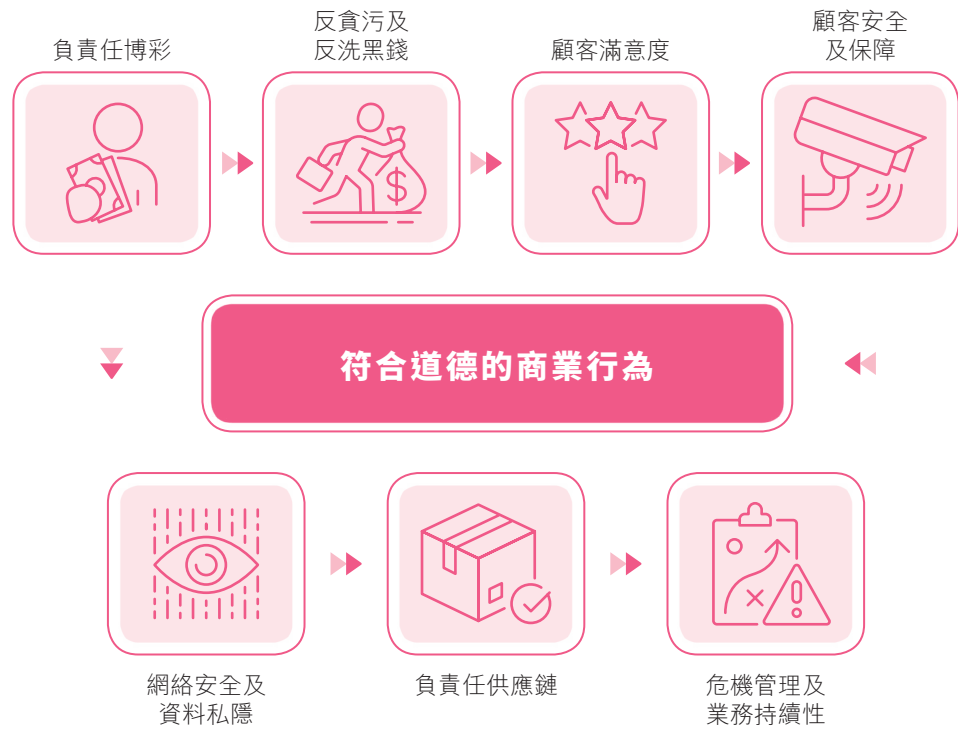 負責任博彩
反貪污及
反洗黑錢
顧客滿意度
顧客安全
及保障
$
符合道德的商業行為
網絡安全及
資料私隱
負責任供應鏈
危機管理及
業務持續性